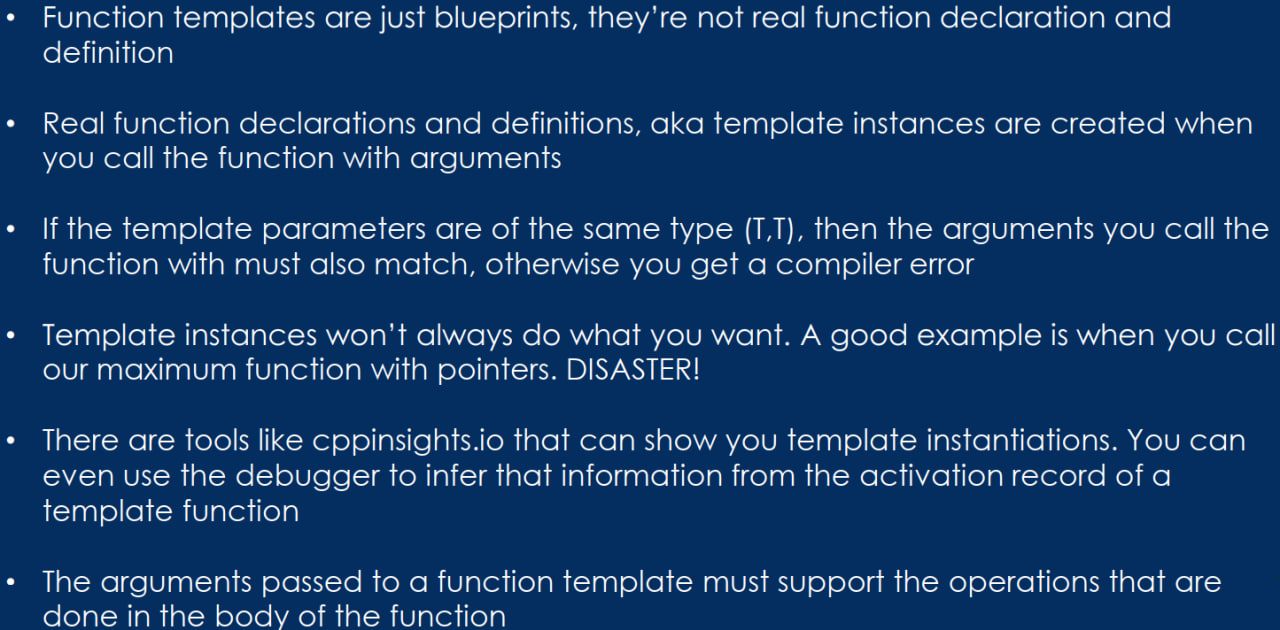 • Function templates are just blueprints, they're not real function declaration and
definition
• Real function declarations and definitions, aka template instances are created when
you call the function with arguments
• If the template parameters are of the same type (T,T), then the arguments you call the
function with must also match, otherwise you get a compiler error
• Template instances won't always do what you want. A good example is when you call
our maximum function with pointers. DISASTER!
• There are tools like cppinsights.io that can show you template instantiations. You can
even use the debugger to infer that information from the activation record of a
template function
• The arguments passed to a function template must support the operations that are
done in the body of the function